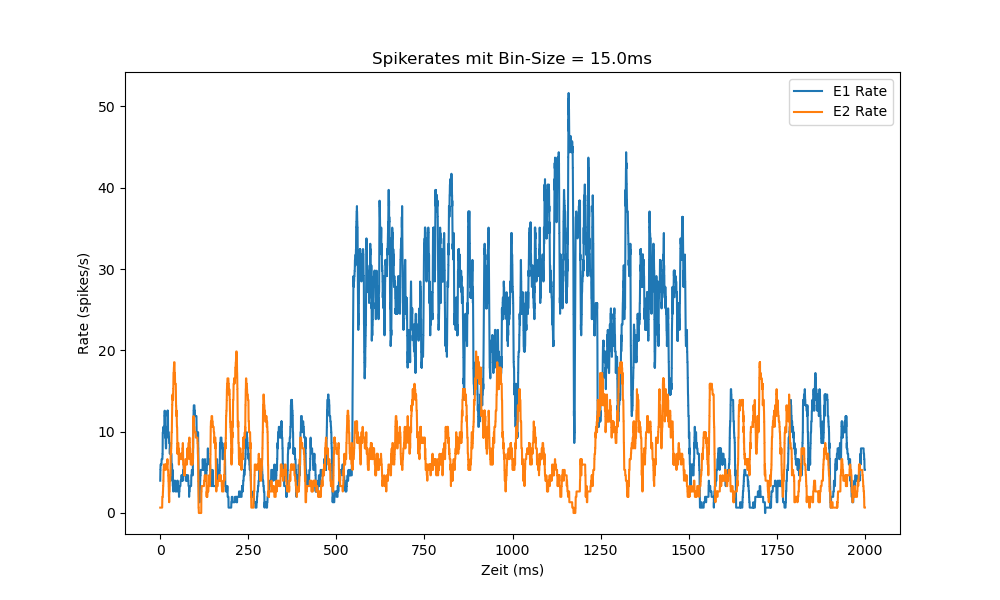 Spikerates mit Bin-Size = 15.0ms
E1 Rate
E2 Rate
Rate (spikes/s)
50
40
30
20
10
0
0 250 500 750 1000 1250 1500 1750 2000
Zeit (ms)